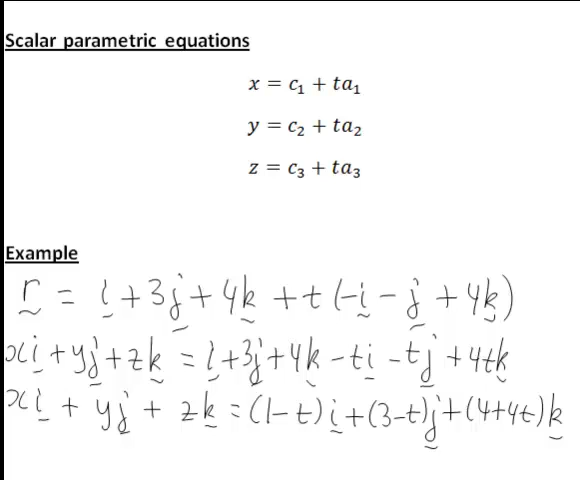 Scalar parametric equations
x = c₁ + ta₁
y = c₂ + ta₂
z = c₃ + ta₃
Example
r = i + 3j + 4k + t(-i - j + 4k)
xi + yj + zk = i + 3j + 4k - ti - tj + 4tk
xi + yj + zk = (1-t)i + (3-t)j + (4+4t)k